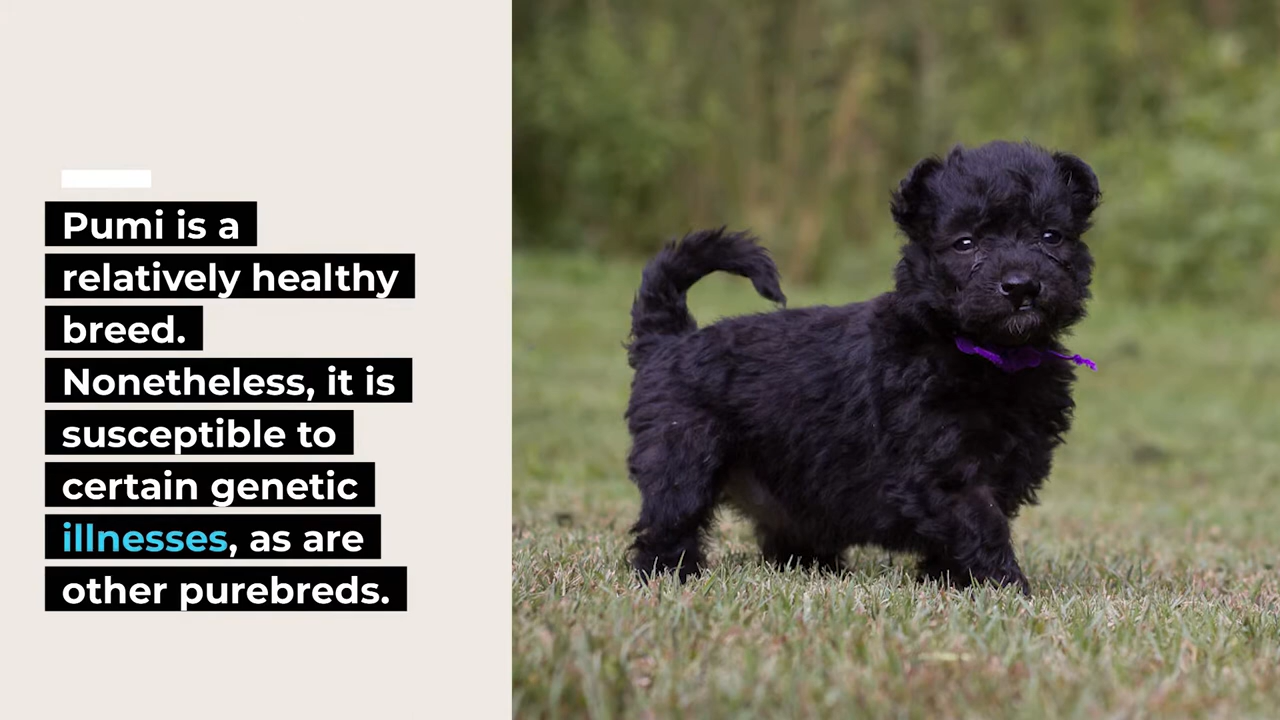 Pumi is a
relatively healthy
breed.
Nonetheless, it is
susceptible to
certain genetic
illnesses, as are
other purebreds.